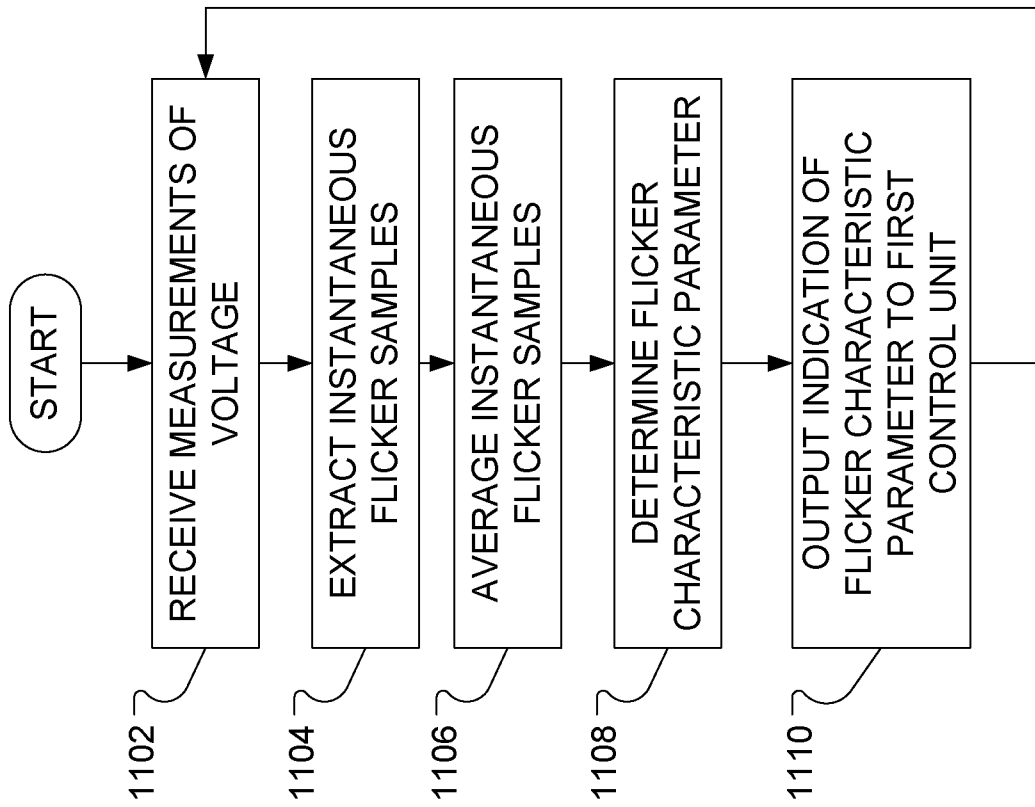 START
1102
RECEIVE MEASUREMENTS OF
VOLTAGE
1104
EXTRACT INSTANTANEOUS
FLICKER SAMPLES
1106
AVERAGE INSTANTANEOUS
FLICKER SAMPLES
1108
DETERMINE FLICKER
CHARACTERISTIC PARAMETER
1110
OUTPUT INDICATION OF
FLICKER CHARACTERISTIC
PARAMETER TO FIRST
CONTROL UNIT